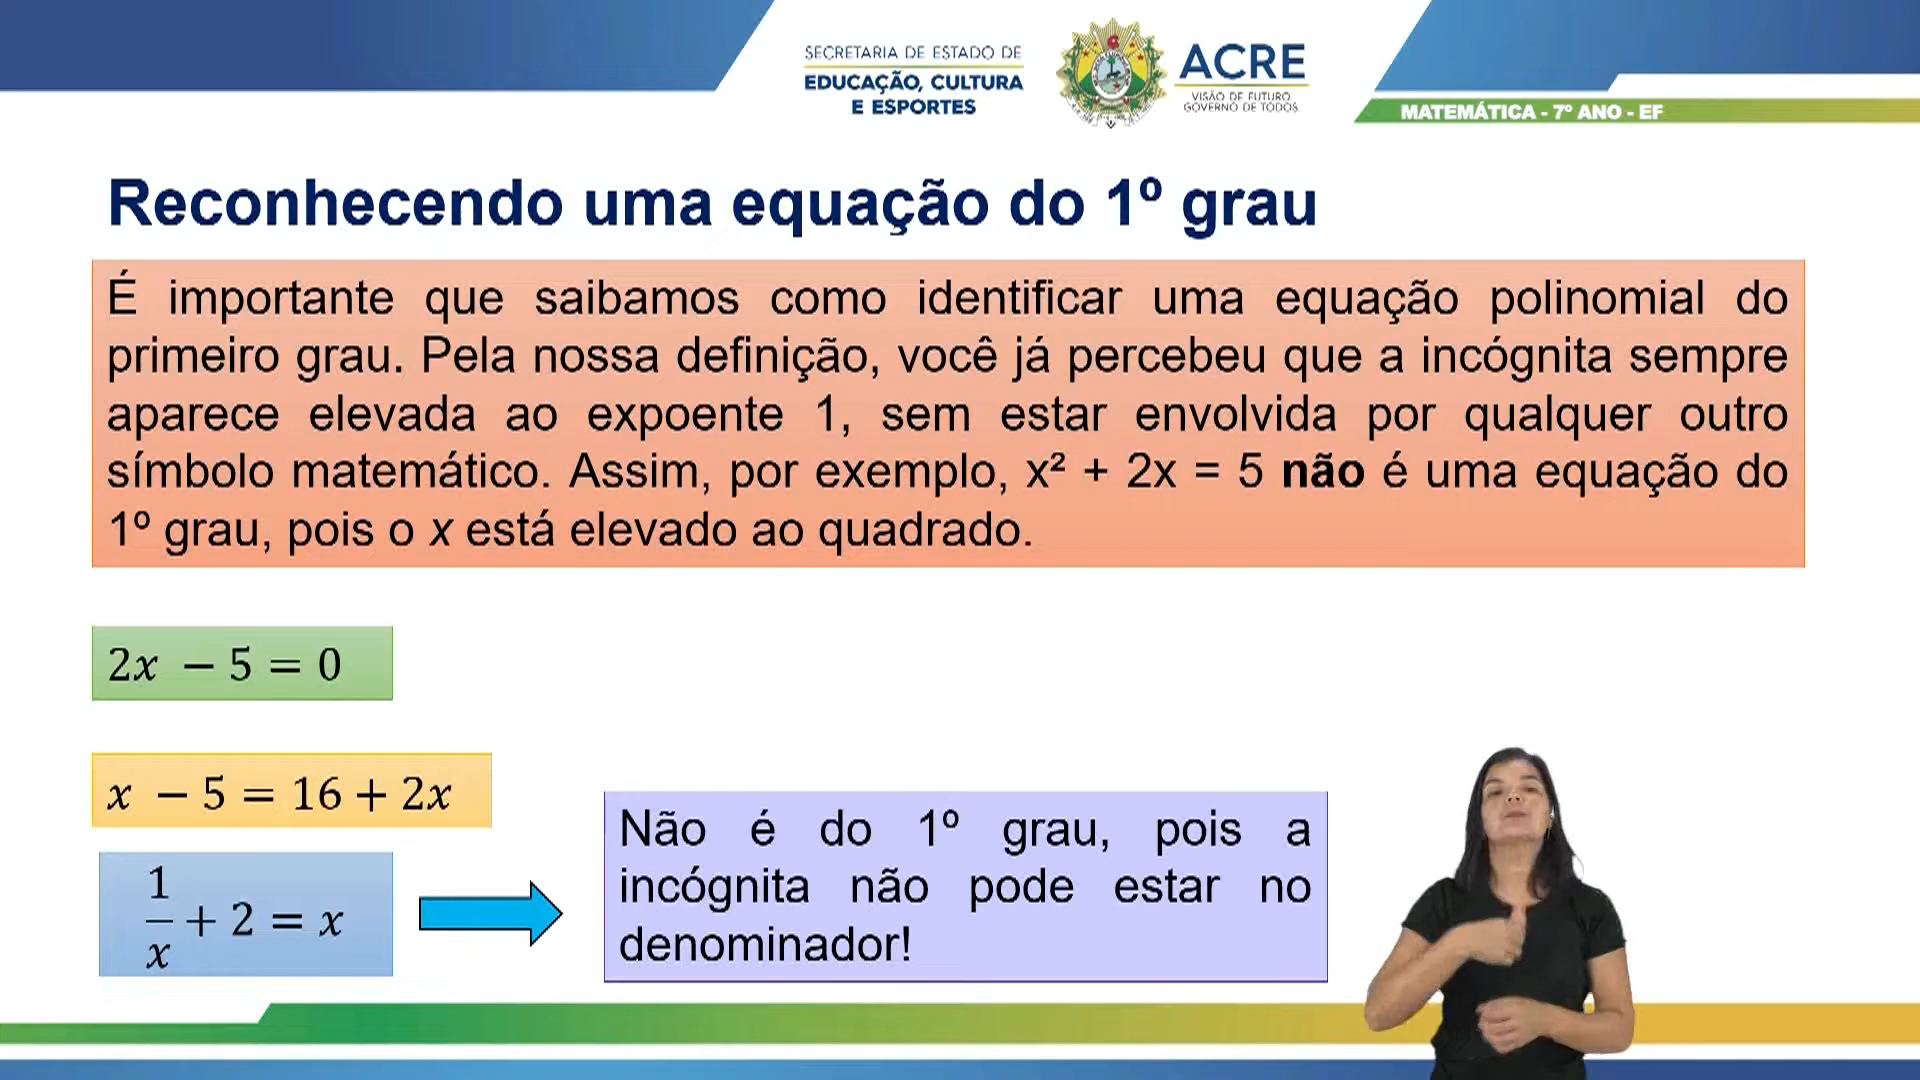 SECRETARIA DE ESTADO DE
EDUCAÇÃO, CULTURA
E ESPORTES
ACRE
VISÃO DE FUTURO
GOVERNO DE TODOS
MATEMÁTICA - 7º ANO - EF
Reconhecendo uma equação do 1º grau
É importante que saibamos como identificar uma equação polinomial do
primeiro grau. Pela nossa definição, você já percebeu que a incógnita sempre
aparece elevada ao expoente 1, sem estar envolvida por qualquer outro
símbolo matemático. Assim, por exemplo, x² + 2x = 5 não é uma equação do
1º grau, pois o x está elevado ao quadrado.
2x − 5 = 0
x − 5 = 16 + 2x
1/x + 2 = x
Não é do 1º grau, pois a
incógnita não pode estar no
denominador!